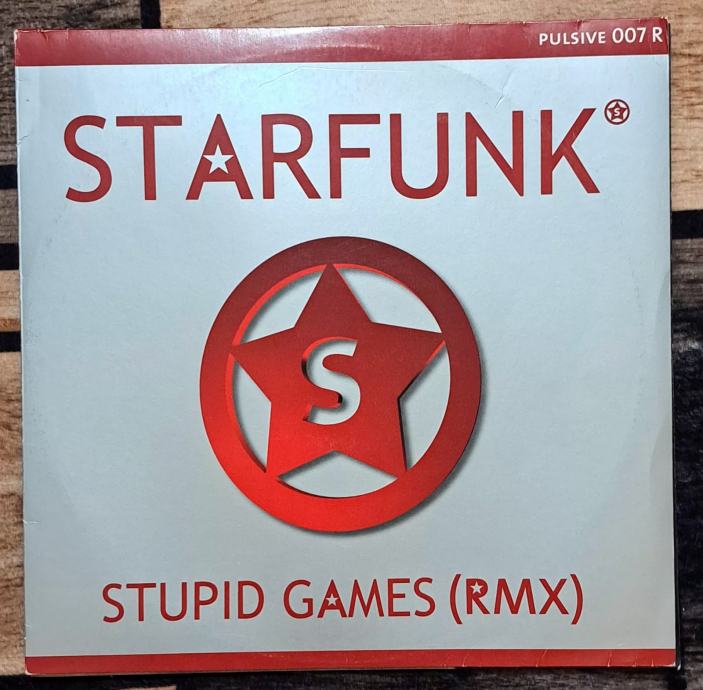 PULSIVE 007 R
STARFUNK
S
S
STUPID GAMES (RMX)